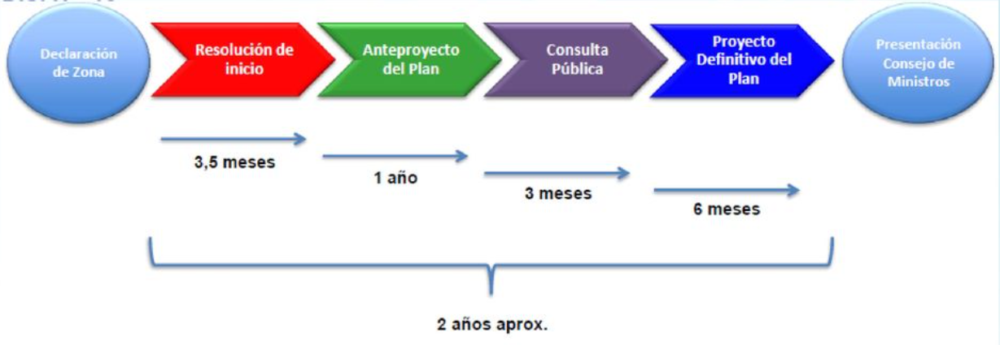 Declaración
de Zona
Resolución de
inicio
Anteproyecto
del Plan
Consulta
Pública
Proyecto
Definitivo del
Plan
Presentación
Consejo de
Ministros
3,5 meses
1 año
3 meses
6 meses
2 años aprox.